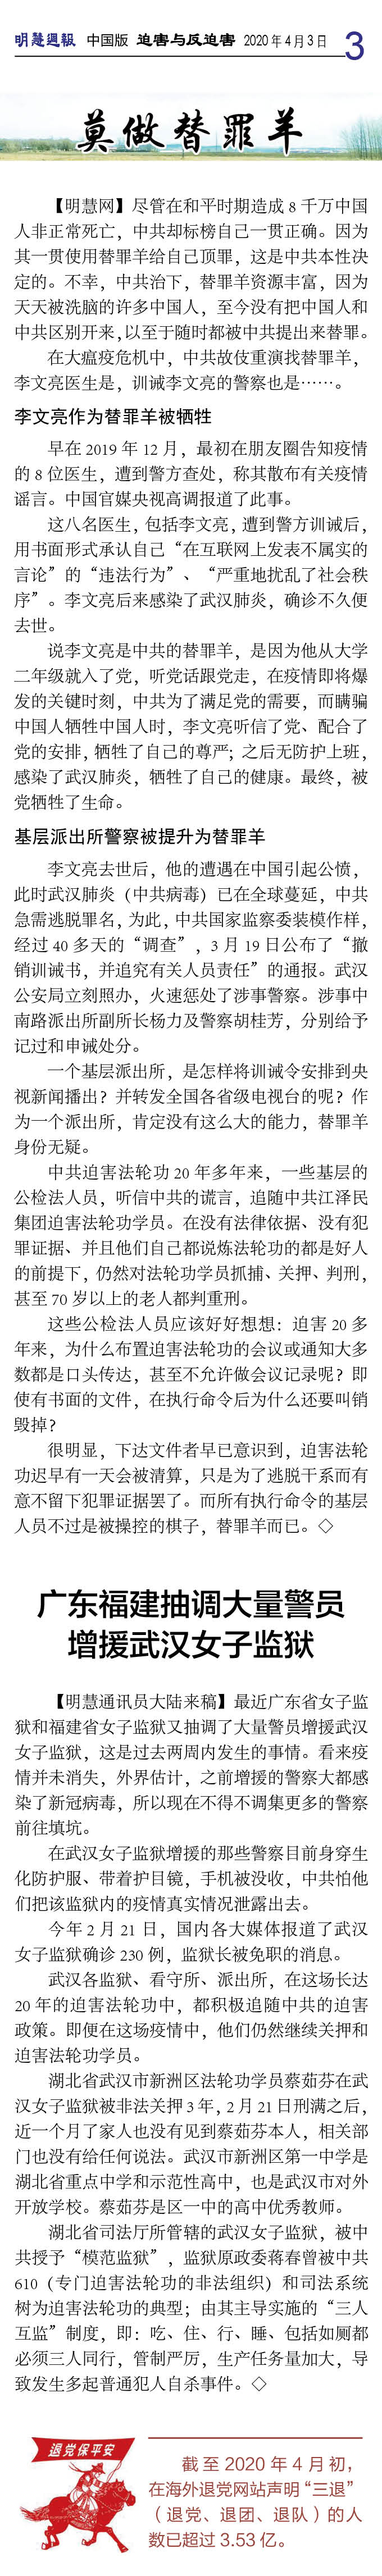 明慧週報 中国版 迫害与反迫害 2020年4月3日 3
莫做替罪羊
【明慧网】尽管在和平时期造成8千万中国
人非正常死亡，中共却标榜自己一贯正确。因为
其一贯使用替罪羊给自己顶罪，这是中共本性决
定的。不幸，中共治下，替罪羊资源丰富，因为
天天被洗脑的许多中国人，至今没有把中国人和
中共区别开来，以至于随时都被中共提出来替罪。
在大瘟疫危机中，中共故伎重演找替罪羊，
李文亮医生是，训诫李文亮的警察也是……。
李文亮作为替罪羊被牺牲
早在2019年12月，最初在朋友圈告知疫情
的8位医生，遭到警方查处，称其散布有关疫情
谣言。中国官媒央视高调报道了此事。
这八名医生，包括李文亮，遭到警方训诫后，
用书面形式承认自己“在互联网上发表不属实的
言论”的“违法行为”、“严重地扰乱了社会秩
序”。李文亮后来感染了武汉肺炎，确诊不久便
去世。
说李文亮是中共的替罪羊，是因为他从大学
二年级就入了党，听党话跟党走，在疫情即将爆
发的关键时刻，中共为了满足党的需要，而瞒骗
中国人牺牲中国人时，李文亮听信了党、配合了
党的安排，牺牲了自己的尊严；之后无防护上班，
感染了武汉肺炎，牺牲了自己的健康。最终，被
党牺牲了生命。
基层派出所警察被提升为替罪羊
李文亮去世后，他的遭遇在中国引起公愤，
此时武汉肺炎（中共病毒）已在全球蔓延，中共
急需逃脱罪名，为此，中共国家监察委装模作样，
经过40多天的“调查”，3月19日公布了“撤
销训诫书，并追究有关人员责任”的通报。武汉
公安局立刻照办，火速惩处了涉事警察。涉事中
南路派出所副所长杨力及警察胡桂芳，分别给予
记过和申诫处分。
一个基层派出所，是怎样将训诫令安排到央
视新闻播出？并转发全国各省级电视台的呢？作
为一个派出所，肯定没有这么大的能力，替罪羊
身份无疑。
中共迫害法轮功20年多年来，一些基层的
公检法人员，听信中共的谎言，追随中共江泽民
集团迫害法轮功学员。在没有法律依据、没有犯
罪证据、并且他们自己都说炼法轮功的都是好人
的前提下，仍然对法轮功学员抓捕、关押、判刑，
甚至70岁以上的老人都判重刑。
这些公检法人员应该好好想想：迫害20多
年来，为什么布置迫害法轮功的会议或通知大多
数都是口头传达，甚至不允许做会议记录呢？即
使有书面的文件，在执行命令后为什么还要叫销
毁掉？
很明显，下达文件者早已意识到，迫害法轮
功迟早有一天会被清算，只是为了逃脱干系而有
意不留下犯罪证据罢了。而所有执行命令的基层
人员不过是被操控的棋子，替罪羊而已。◇
广东福建抽调大量警员
增援武汉女子监狱
【明慧通讯员大陆来稿】最近广东省女子监
狱和福建省女子监狱又抽调了大量警员增援武汉
女子监狱，这是过去两周内发生的事情。看来疫
情并未消失，外界估计，之前增援的警察大都感
染了新冠病毒，所以现在不得不调集更多的警察
前往填坑。
在武汉女子监狱增援的那些警察目前身穿生
化防护服、带着护目镜，手机被没收，中共怕他
们把该监狱内的疫情真实情况泄露出去。
今年2月21日，国内各大媒体报道了武汉
女子监狱确诊230例，监狱长被免职的消息。
武汉各监狱、看守所、派出所，在这场长达
20年的迫害法轮功中，都积极追随中共的迫害
政策。即便在这场疫情中，他们仍然继续关押和
迫害法轮功学员。
湖北省武汉市新洲区法轮功学员蔡茹芬在武
汉女子监狱被非法关押3年，2月21日刑满之后，
近一个月了家人也没有见到蔡茹芬本人，相关部
门也没有给任何说法。武汉市新洲区第一中学是
湖北省重点中学和示范性高中，也是武汉市对外
开放学校。蔡茹芬是区一中的高中优秀教师。
湖北省司法厅所管辖的武汉女子监狱，被中
共授予“模范监狱”，监狱原政委蒋春曾被中共
610（专门迫害法轮功的非法组织）和司法系统
树为迫害法轮功的典型；由其主导实施的“三人
互监”制度，即：吃、住、行、睡、包括如厕都
必须三人同行，管制严厉，生产任务量加大，导
致发生多起普通犯人自杀事件。◇
退党保平安
截至2020年4月初，
在海外退党网站声明“三退”
（退党、退团、退队）的人
数已超过3.53亿。